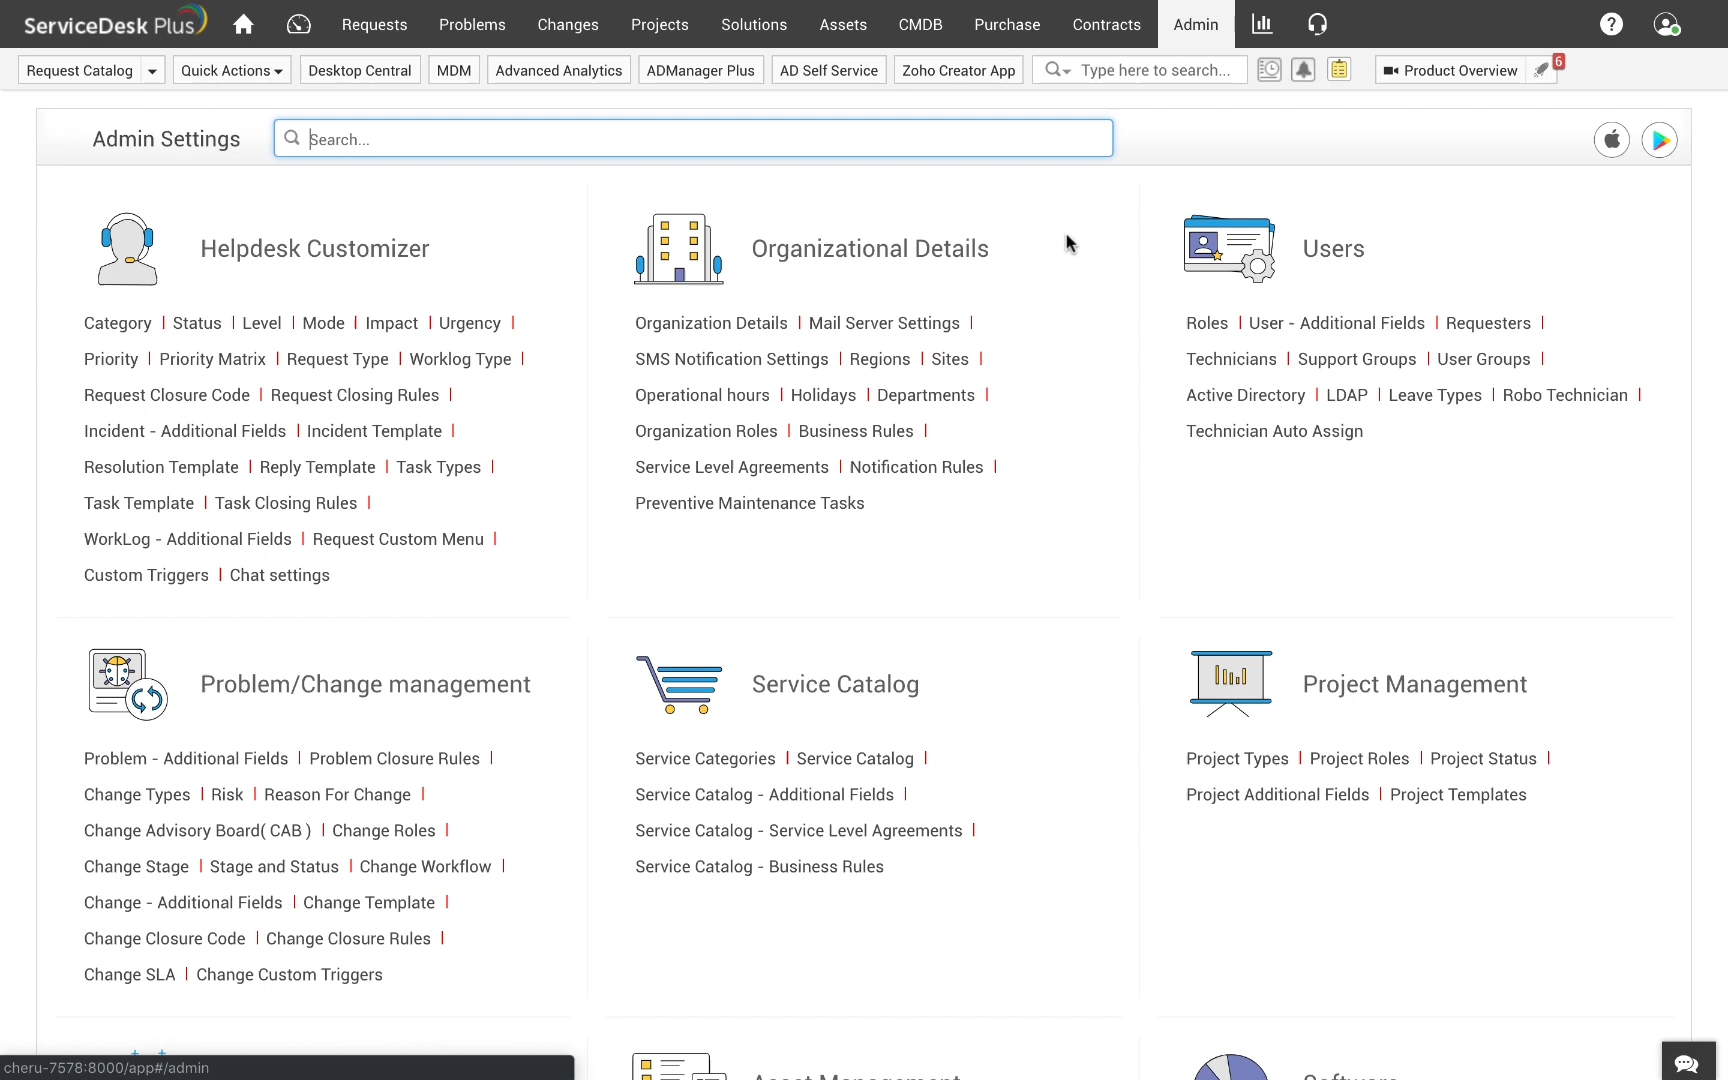 ServiceDesk Plus Requests Problems Changes Projects Solutions Assets CMDB Purchase Contracts Admin ?
Request Catalog Quick Actions Desktop Central MDM Advanced Analytics ADManager Plus AD Self Service Zoho Creator App Type here to search... Product Overview 6
Admin Settings Search...
Helpdesk Customizer
Category | Status | Level | Mode | Impact | Urgency |
Priority | Priority Matrix | Request Type | Worklog Type |
Request Closure Code | Request Closing Rules |
Incident - Additional Fields | Incident Template |
Resolution Template | Reply Template | Task Types |
Task Template | Task Closing Rules |
WorkLog - Additional Fields | Request Custom Menu |
Custom Triggers | Chat settings
Organizational Details
Organization Details | Mail Server Settings |
SMS Notification Settings | Regions | Sites |
Operational hours | Holidays | Departments |
Organization Roles | Business Rules |
Service Level Agreements | Notification Rules |
Preventive Maintenance Tasks
Users
Roles | User - Additional Fields | Requesters |
Technicians | Support Groups | User Groups |
Active Directory | LDAP | Leave Types | Robo Technician |
Technician Auto Assign
Problem/Change management
Problem - Additional Fields | Problem Closure Rules |
Change Types | Risk | Reason For Change |
Change Advisory Board( CAB ) | Change Roles |
Change Stage | Stage and Status | Change Workflow |
Change - Additional Fields | Change Template |
Change Closure Code | Change Closure Rules |
Change SLA | Change Custom Triggers
Service Catalog
Service Categories | Service Catalog |
Service Catalog - Additional Fields |
Service Catalog - Service Level Agreements |
Service Catalog - Business Rules
Project Management
Project Types | Project Roles | Project Status |
Project Additional Fields | Project Templates
cheru-7578:8000/app#/admin
Asset Management
Software